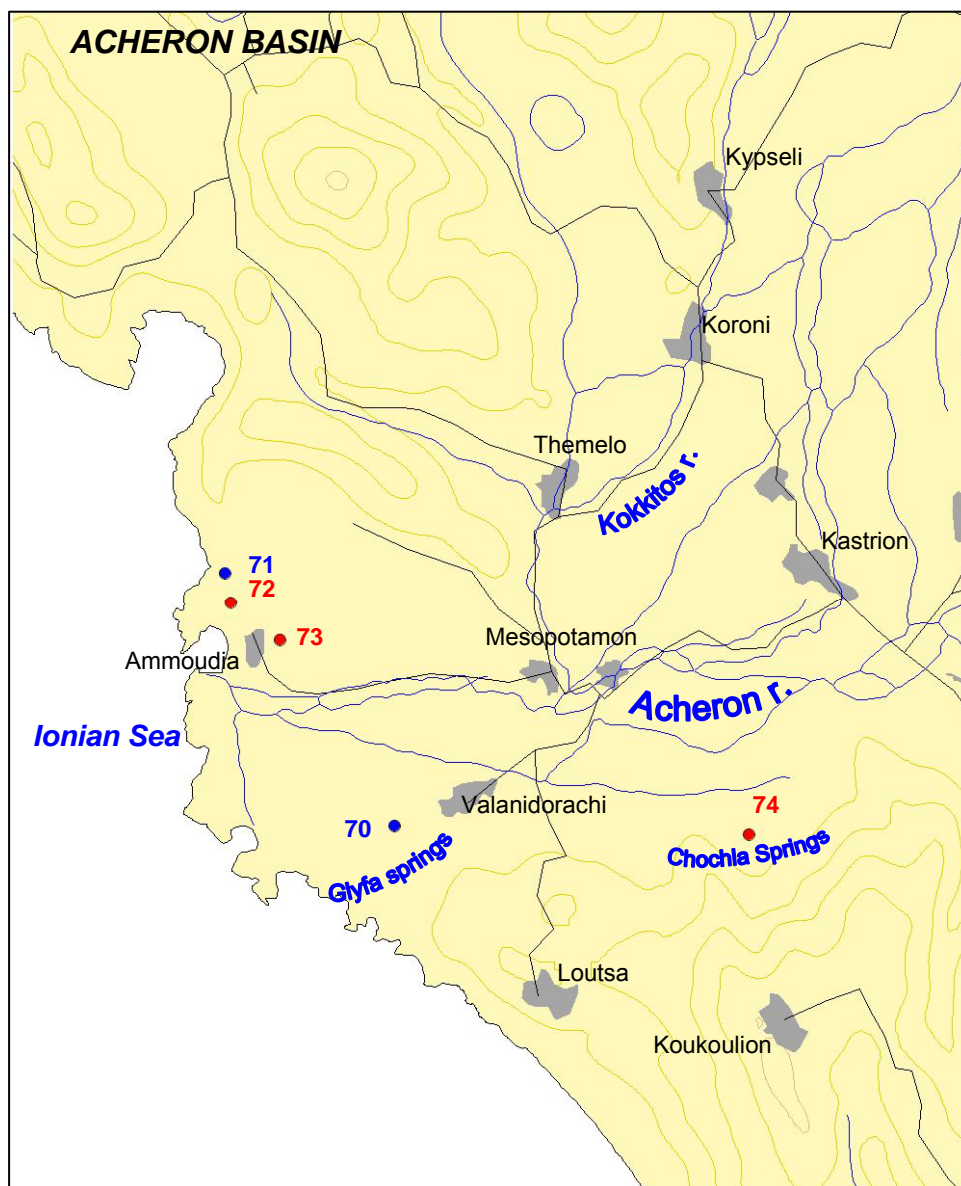 ACHERON BASIN
Kypseli
Koroni
Themelo
Kokkitos r.
Kastrion
71
72
73
Mesopotamon
Ammoudia
Acheron r.
Ionian Sea
Valanidorachi
74
70
Chochla Springs
Glyfa springs
Loutsa
Koukoulion